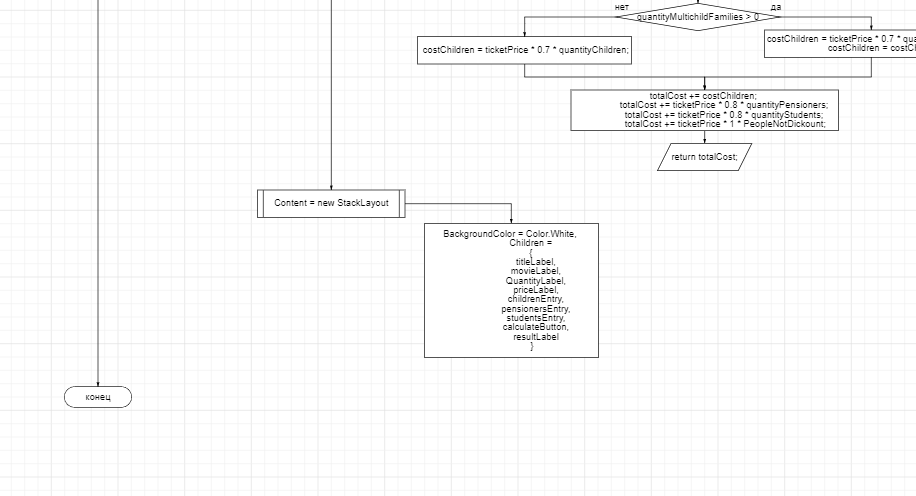 нет
да
quantityMultichildFamilies > 0
costChildren = ticketPrice * 0.7 * quantityChildren;
costChildren = ticketPrice * 0.7 *
costChildren =
totalCost += costChildren;
totalCost += ticketPrice * 0.8 * quantityPensioners;
totalCost += ticketPrice * 0.8 * quantityStudents;
totalCost += ticketPrice * 1 * PeopleNotDickount;
return totalCost;
Content = new StackLayout
BackgroundColor = Color.White,
Children =
{
titleLabel,
movieLabel,
QuantityLabel,
priceLabel,
childrenEntry,
pensionersEntry,
studentsEntry,
calculateButton,
resultLabel
}
конец